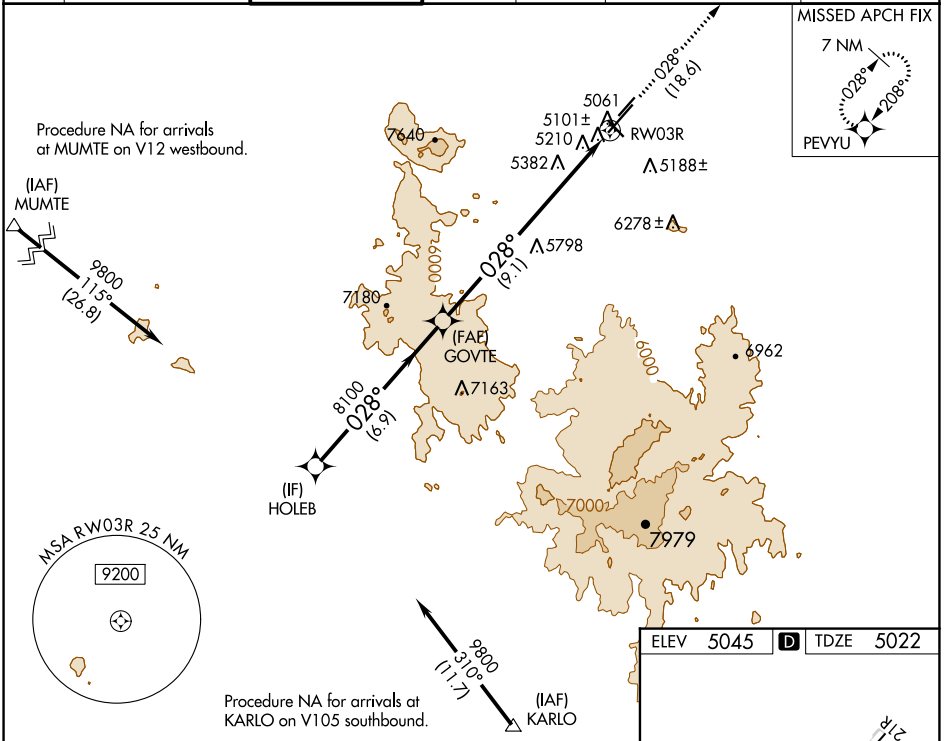 MISSED APCH FIX
7 NM
028°
208°
PEVYU
028°
(18.6)
5061
5101±
5210
5382
RW03R
5188±
6278±
5798
7640
Procedure NA for arrivals
at MUMTE on V12 westbound.
(IAF)
MUMTE
9800
115°
(26.8)
6000
028°
(9.1)
7180
(FAF)
GOVTE
7163
6000
6962
8100
028°
(6.9)
(IF)
HOLEB
7000
7979
MSA RW03R 25 NM
9200
9800
310°
(11.7)
(IAF)
KARLO
Procedure NA for arrivals at
KARLO on V105 southbound.
ELEV 5045 D TDZE 5022
21R